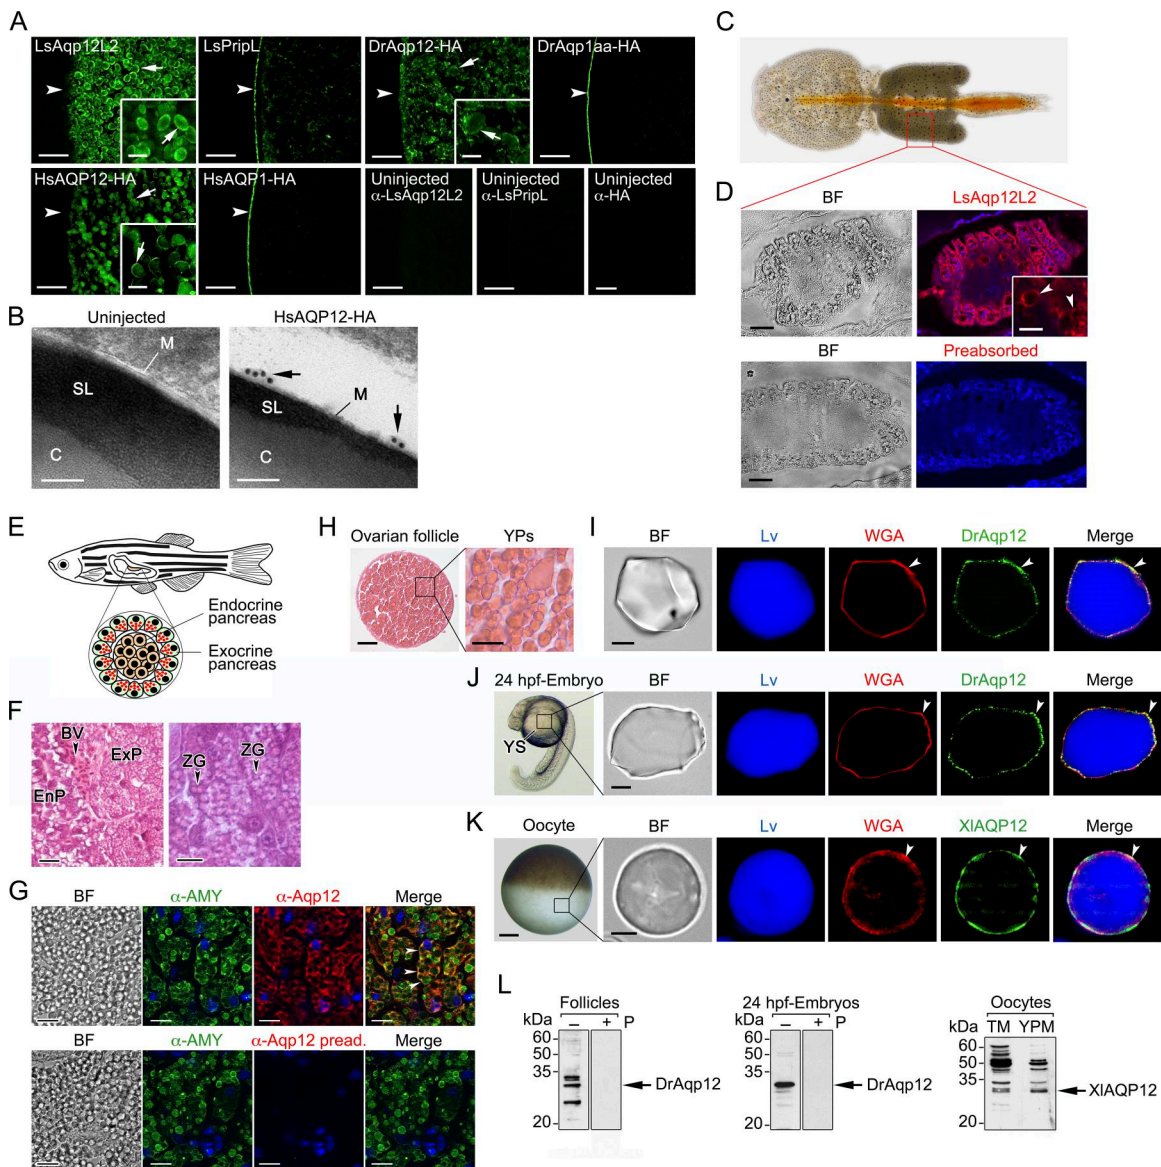 A
LsAqp12L2
LsPripL
DrAqp12-HA
DrAqp1aa-HA
HsAQP12-HA
HsAQP1-HA
Uninjected
α-LsAqp12L2
Uninjected
α-LsPripL
Uninjected
α-HA
B
Uninjected
HsAQP12-HA
M
SL
C
M
SL
C
C
D
BF
LsAqp12L2
BF
Preabsorbed
E
Endocrine
pancreas
Exocrine
pancreas
F
BV
ExP
EnP
ZG
ZG
G
BF
α-AMY
α-Aqp12
Merge
BF
α-AMY
α-Aqp12 pread.
Merge
H
Ovarian follicle
YPs
I
BF
Lv
WGA
DrAqp12
Merge
J
24 hpf-Embryo
YS
BF
Lv
WGA
DrAqp12
Merge
K
Oocyte
BF
Lv
WGA
XlAQP12
Merge
L
Follicles
kDa – + P
60
50
35
20
DrAqp12
24 hpf-Embryos
kDa – + P
60
50
35
20
DrAqp12
Oocytes
kDa TM YPM
60
50
35
20
XlAQP12